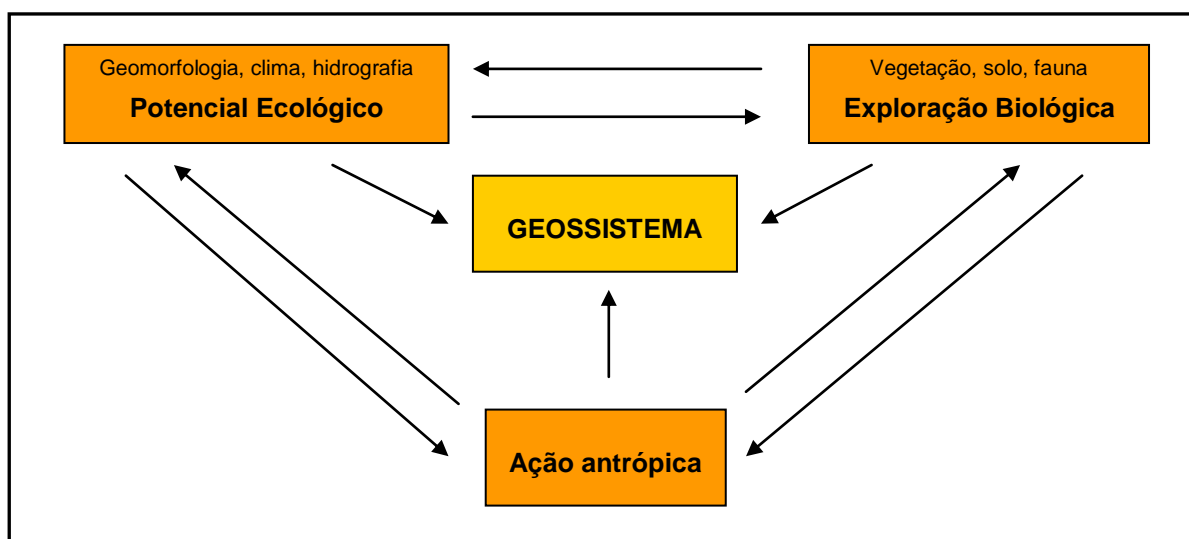 Geomorfologia, clima, hidrografia
Potencial Ecológico
Vegetação, solo, fauna
Exploração Biológica
GEOSSISTEMA
Ação antrópica